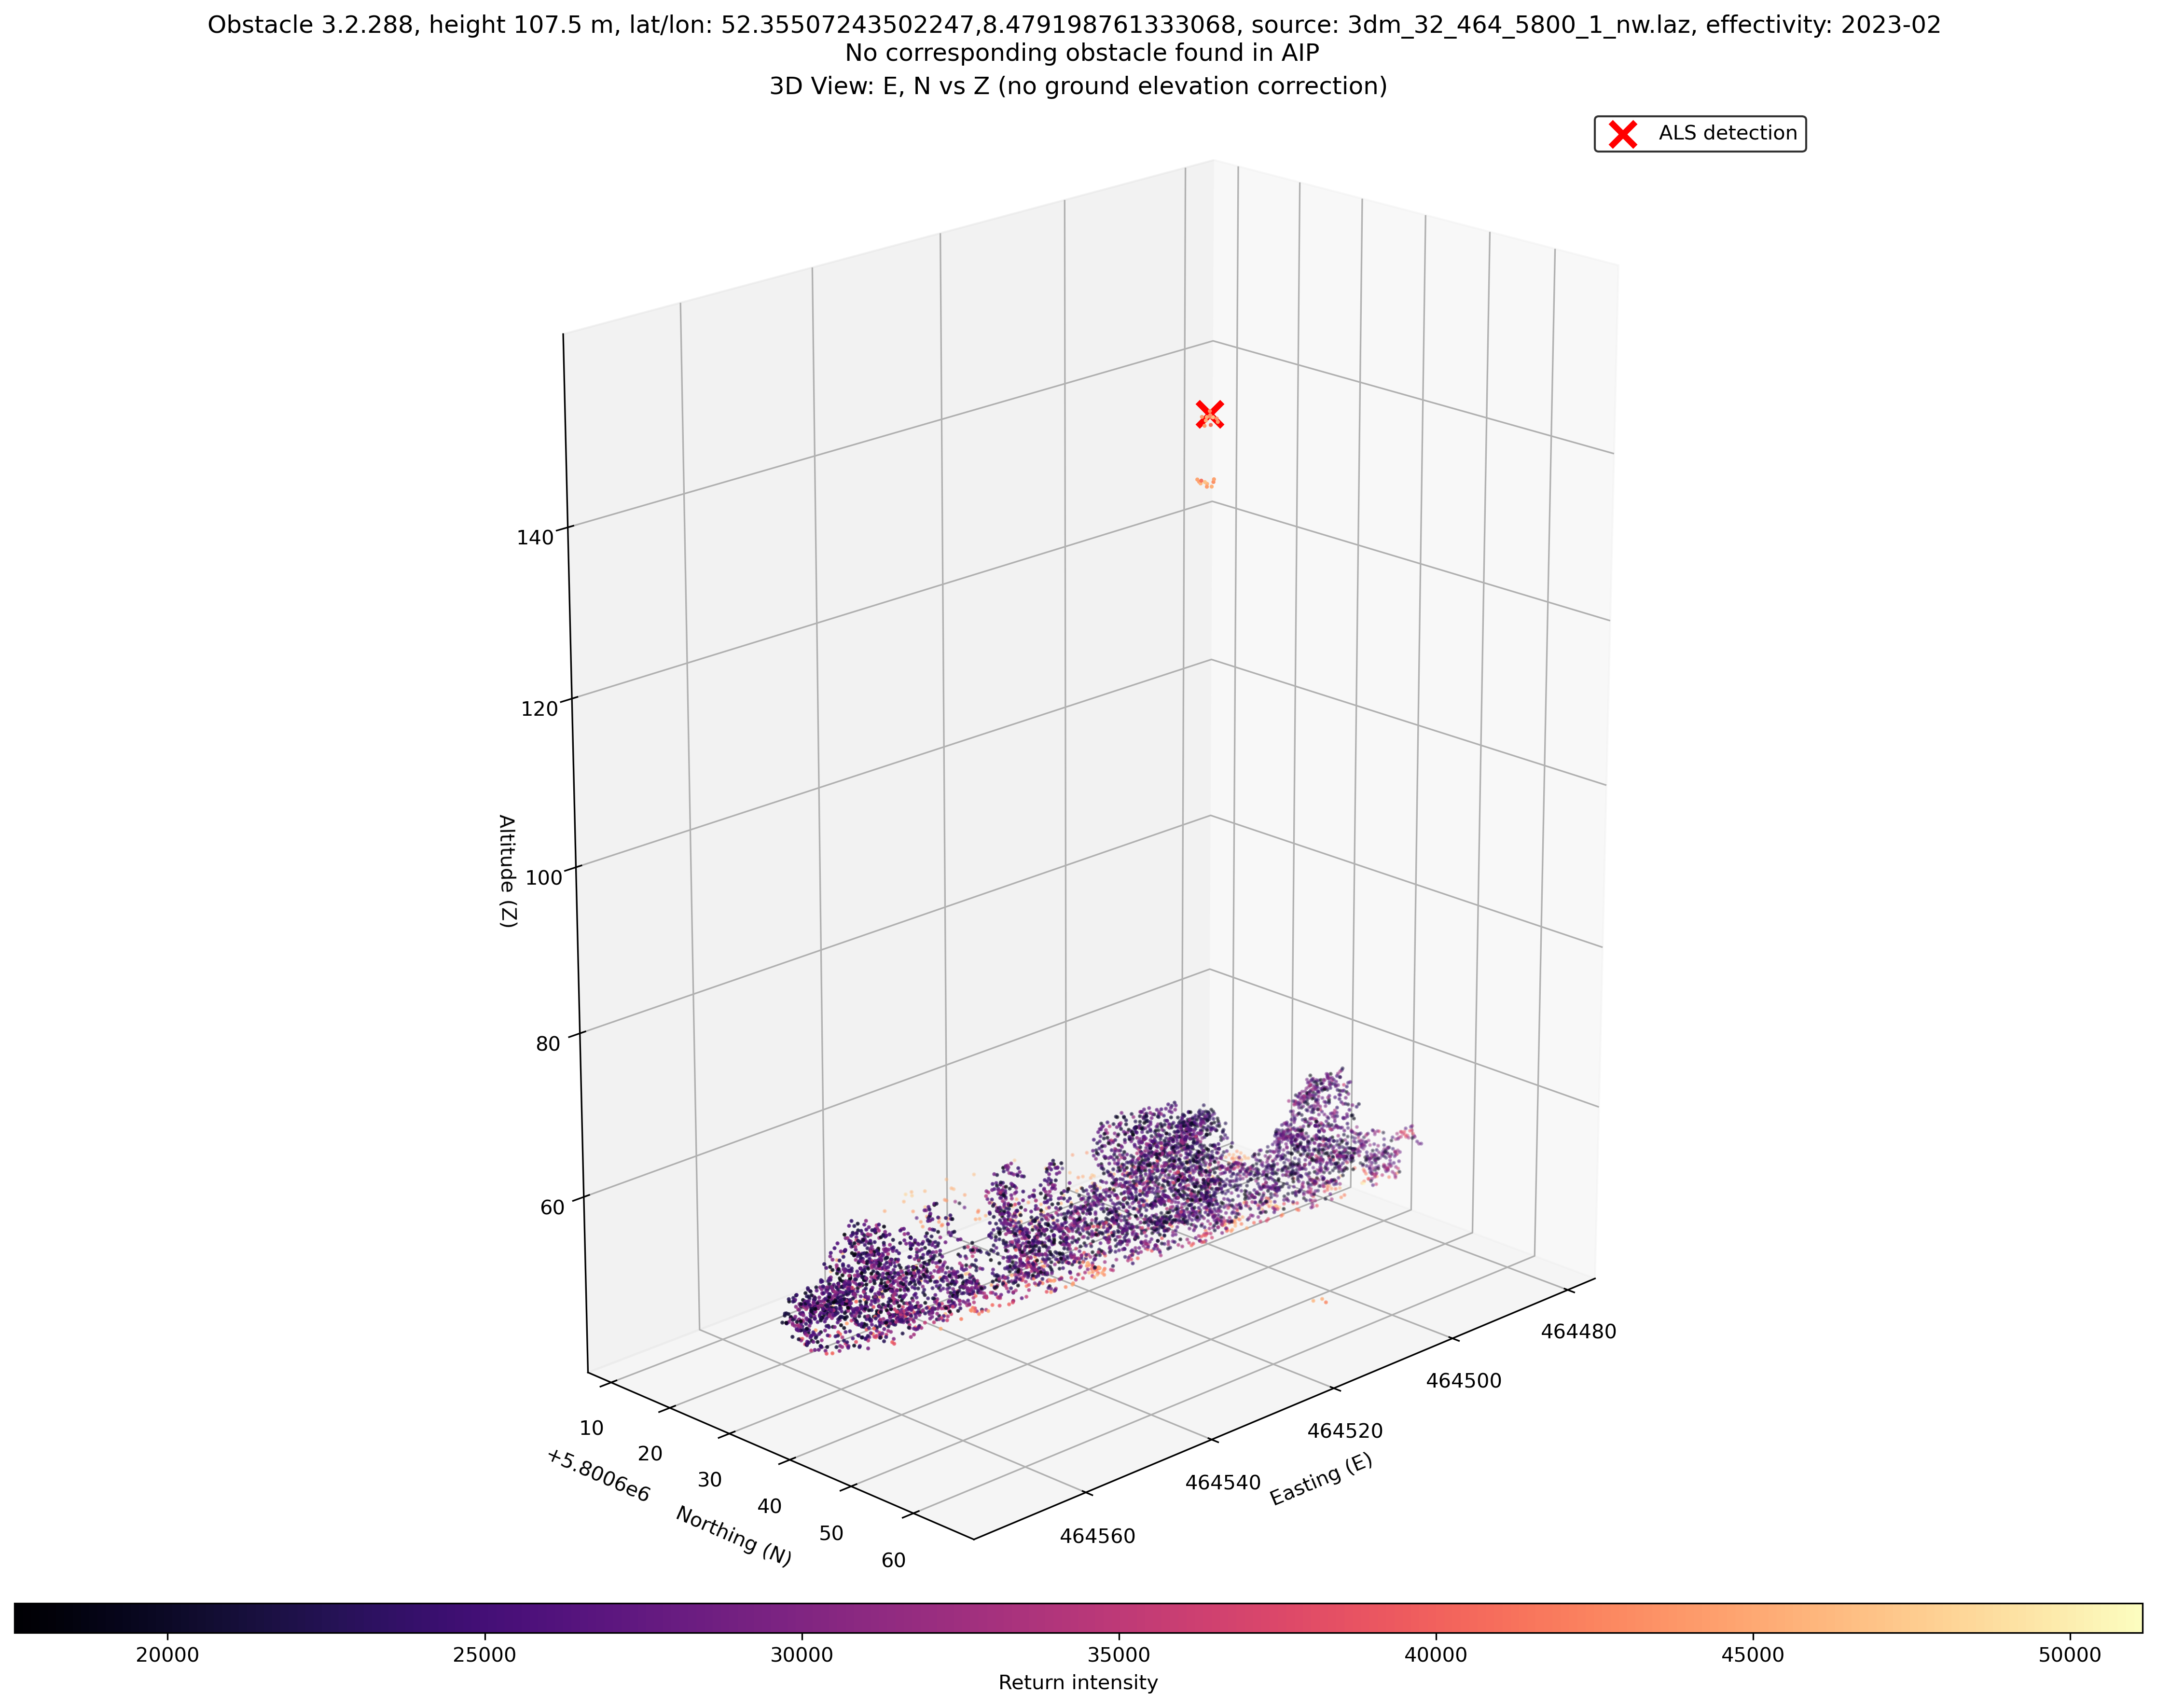 Obstacle 3.2.288, height 107.5 m, lat/lon: 52.35507243502247,8.479198761333068, source: 3dm_32_464_5800_1_nw.laz, effectivity: 2023-02
No corresponding obstacle found in AIP
3D View: E, N vs Z (no ground elevation correction)
ALS detection
140
120
100
80
60
Altitude (Z)
10
20
30
40
50
60
+5.8006e6
Northing (N)
464480
464500
464520
464540
464560
Easting (E)
20000 25000 30000 35000 40000 45000 50000
Return intensity